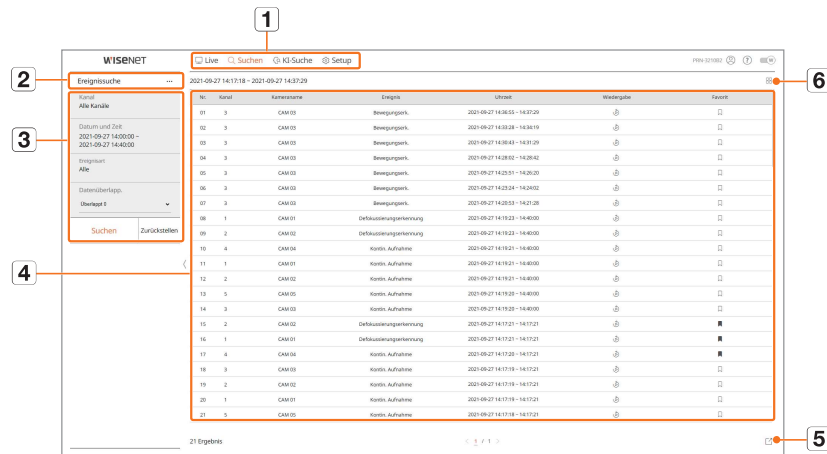 1
WISENET
Live Suchen KI-Suche Setup
PRN-3210B2 ? W
2
Ereignissuche ...
2021-09-27 14:17:18 ~ 2021-09-27 14:37:29
6
3
Kanal
Alle Kanäle
Datum und Zeit
2021-09-27 14:00:00 ~
2021-09-27 14:40:00
Ereignisart
Alle
Datenüberlapp.
Überlappt 0
Suchen Zurückstellen
4
Nr. Kanal Kameraname Ereignis Uhrzeit Wiedergabe Favorit
01 3 CAM 03 Bewegungserk. 2021-09-27 14:36:55 ~ 14:37:29
02 3 CAM 03 Bewegungserk. 2021-09-27 14:33:28 ~ 14:34:19
03 3 CAM 03 Bewegungserk. 2021-09-27 14:30:43 ~ 14:31:29
04 3 CAM 03 Bewegungserk. 2021-09-27 14:28:02 ~ 14:28:42
05 3 CAM 03 Bewegungserk. 2021-09-27 14:25:51 ~ 14:26:20
06 3 CAM 03 Bewegungserk. 2021-09-27 14:23:24 ~ 14:24:02
07 3 CAM 03 Bewegungserk. 2021-09-27 14:20:53 ~ 14:21:28
08 1 CAM 01 Defokussierungserkennung 2021-09-27 14:19:23 ~ 14:40:00
09 2 CAM 02 Defokussierungserkennung 2021-09-27 14:19:23 ~ 14:40:00
10 4 CAM 04 Kontin. Aufnahme 2021-09-27 14:19:21 ~ 14:40:00
11 1 CAM 01 Kontin. Aufnahme 2021-09-27 14:19:21 ~ 14:40:00
12 2 CAM 02 Kontin. Aufnahme 2021-09-27 14:19:21 ~ 14:40:00
13 5 CAM 05 Kontin. Aufnahme 2021-09-27 14:19:20 ~ 14:40:00
14 3 CAM 03 Kontin. Aufnahme 2021-09-27 14:19:20 ~ 14:40:00
15 2 CAM 02 Defokussierungserkennung 2021-09-27 14:17:21 ~ 14:17:21
16 1 CAM 01 Defokussierungserkennung 2021-09-27 14:17:21 ~ 14:17:21
17 4 CAM 04 Kontin. Aufnahme 2021-09-27 14:17:20 ~ 14:17:21
18 3 CAM 03 Kontin. Aufnahme 2021-09-27 14:17:19 ~ 14:17:21
19 2 CAM 02 Kontin. Aufnahme 2021-09-27 14:17:19 ~ 14:17:21
20 1 CAM 01 Kontin. Aufnahme 2021-09-27 14:17:19 ~ 14:17:21
21 5 CAM 05 Kontin. Aufnahme 2021-09-27 14:17:18 ~ 14:17:21
21 Ergebnis < 1 / 1 >
5